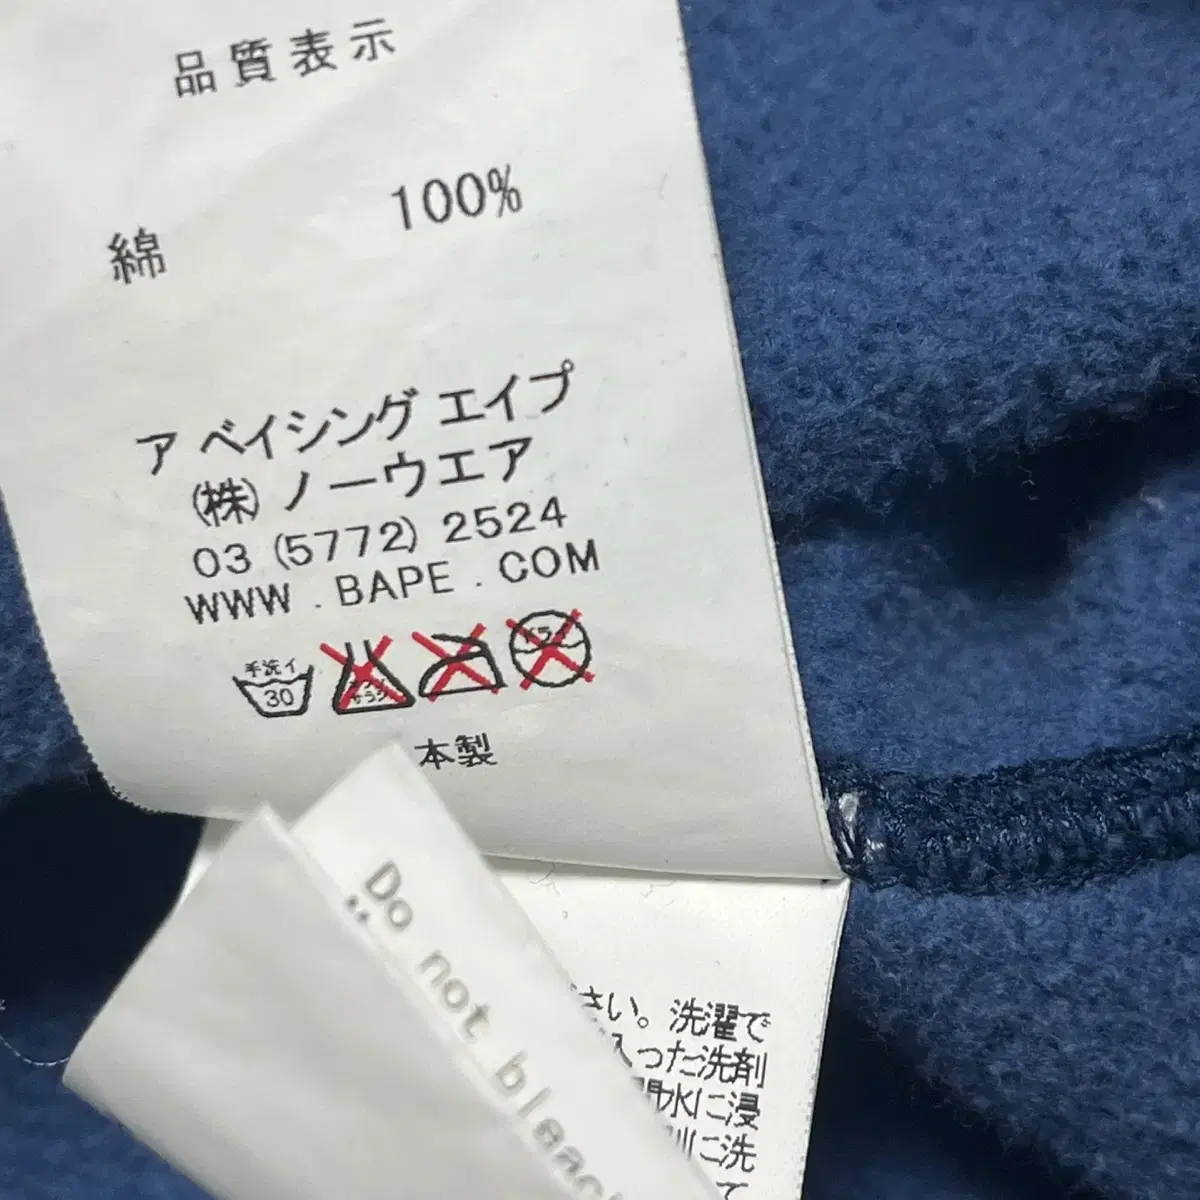 品質表示
綿 100%
ア ベイシング エイプ
(株) ノーウエア
03 (5772) 2524
WWW . BAPE . COM
手洗イ
30
本製
Do not
さい。洗濯で
入った洗剤
水に浸
に洗
て